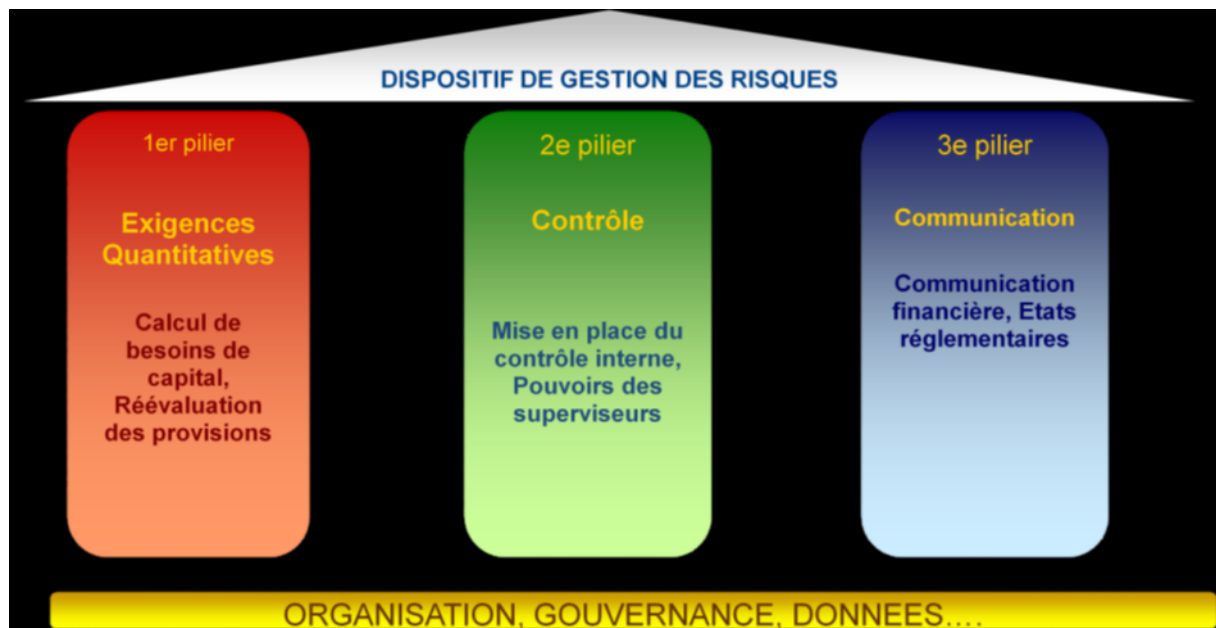 DISPOSITIF DE GESTION DES RISQUES
1er pilier
Exigences
Quantitatives
Calcul de
besoins de
capital,
Réévaluation
des provisions
2e pilier
Contrôle
Mise en place du
contrôle interne,
Pouvoirs des
superviseurs
3e pilier
Communication
Communication
financière, Etats
réglementaires
ORGANISATION, GOUVERNANCE, DONNEES....